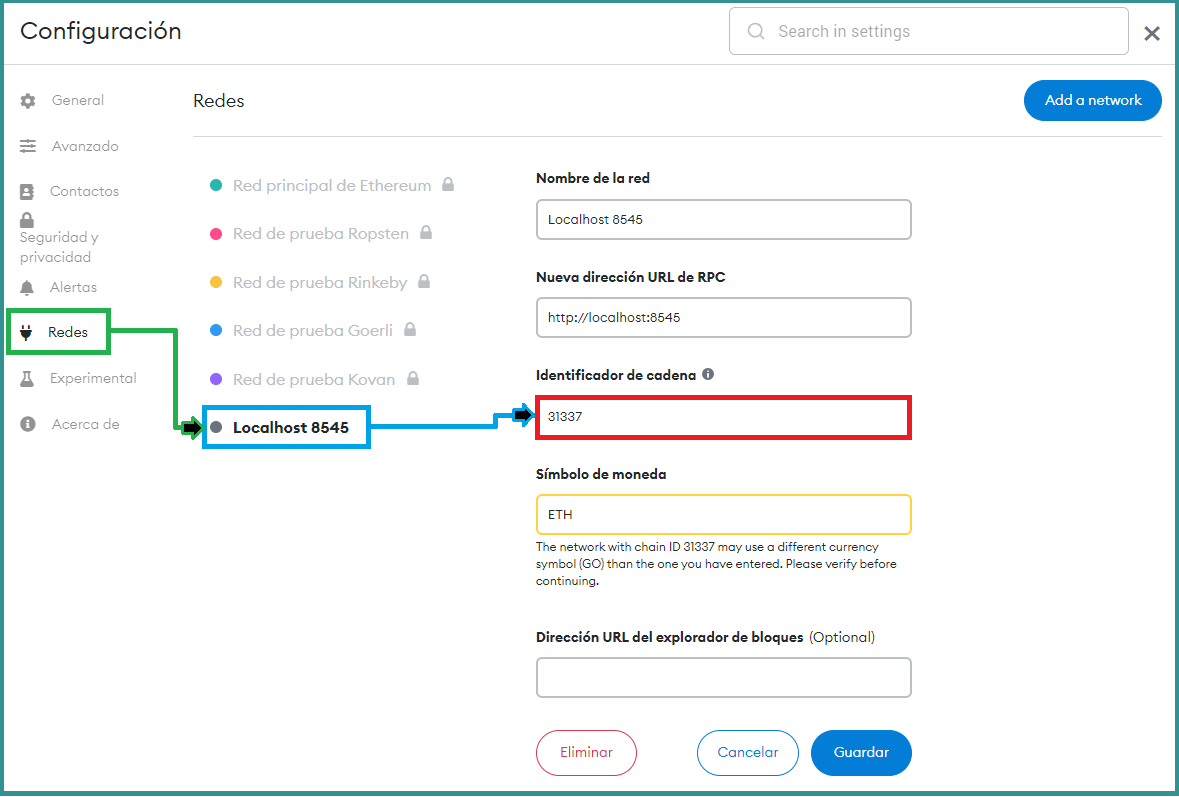 Configuración
Search in settings
General
Avanzado
Contactos
Seguridad y
privacidad
Alertas
Redes
Experimental
Acerca de
Redes
Add a network
Red principal de Ethereum
Red de prueba Ropsten
Red de prueba Rinkeby
Red de prueba Goerli
Red de prueba Kovan
Localhost 8545
Nombre de la red
Localhost 8545
Nueva dirección URL de RPC
http://localhost:8545
Identificador de cadena
31337
Símbolo de moneda
ETH
The network with chain ID 31337 may use a different currency
symbol (GO) than the one you have entered. Please verify before
continuing.
Dirección URL del explorador de bloques (Optional)
Eliminar
Cancelar
Guardar